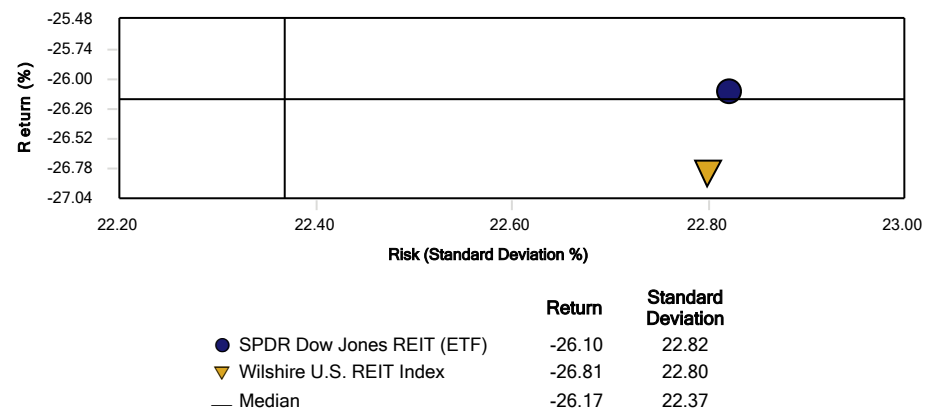 -25.48
-25.74
-26.00
-26.26
-26.52
-26.78
-27.04
R eturn (%)
22.20 22.40 22.60 22.80 23.00
Risk (Standard Deviation %)
Return Standard Deviation
SPDR Dow Jones REIT (ETF) -26.10 22.82
Wilshire U.S. REIT Index -26.81 22.80
Median -26.17 22.37